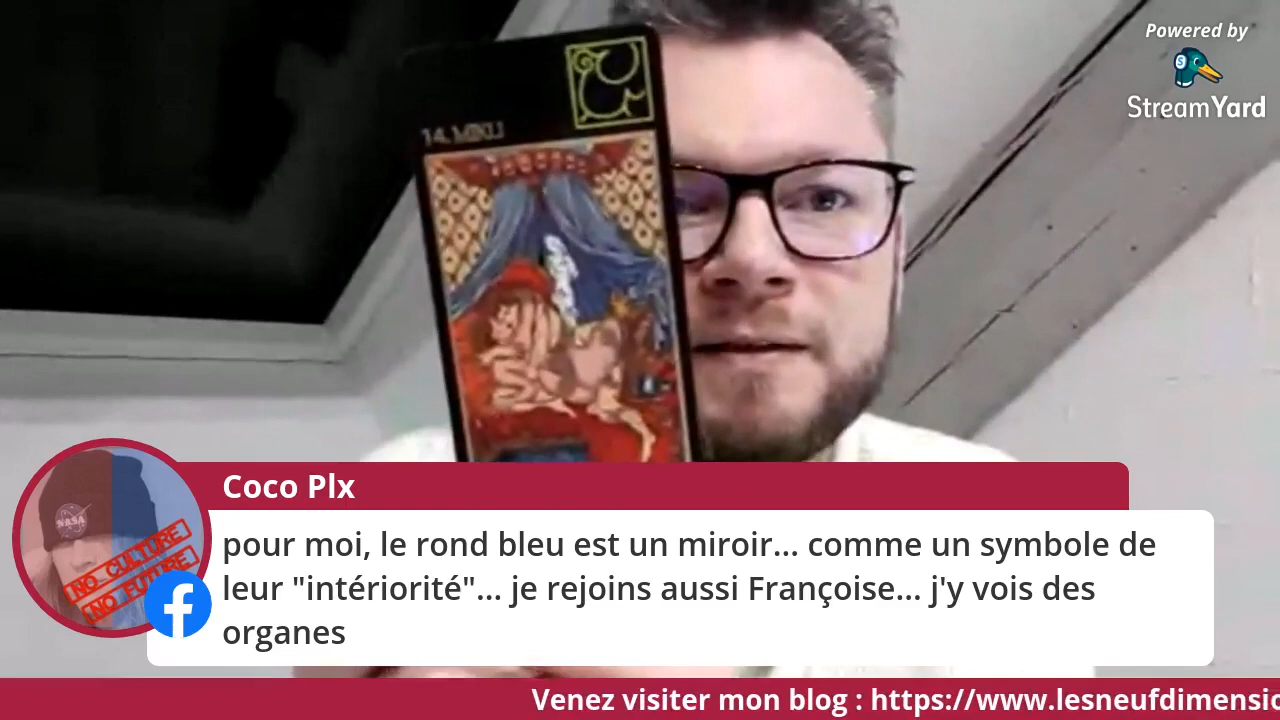 Powered by
StreamYard
14.
NASA
NO CULTURE
NO FUTURE
Coco Plx
pour moi, le rond bleu est un miroir... comme un symbole de
leur "intériorité"... je rejoins aussi Françoise... j'y vois des
organes
Venez visiter mon blog : https://www.lesneufdimensio